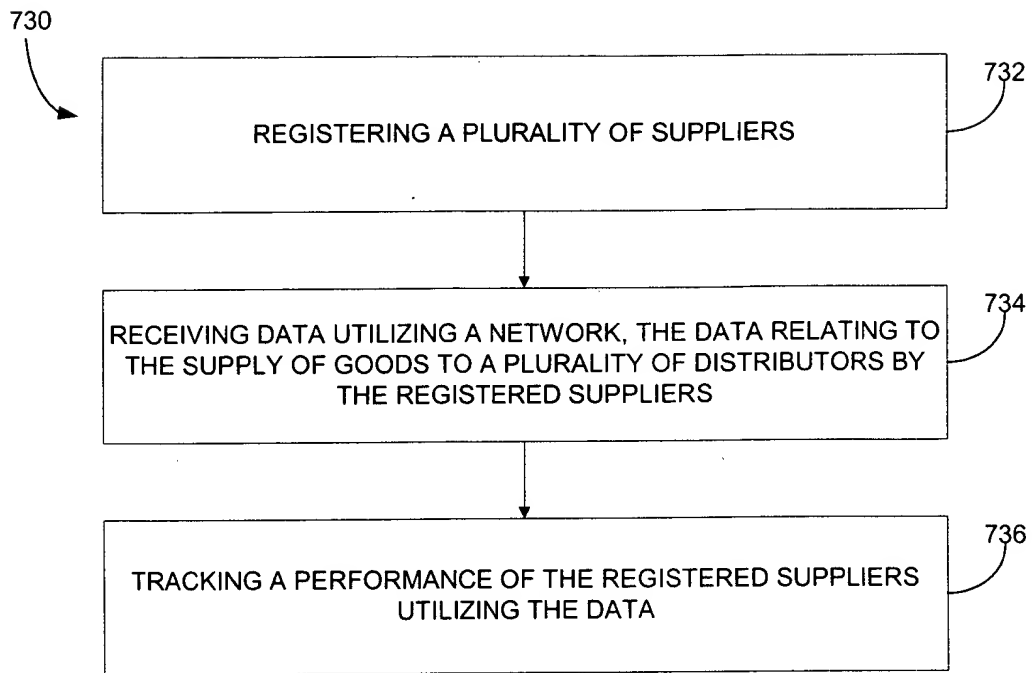 730
732
REGISTERING A PLURALITY OF SUPPLIERS
734
RECEIVING DATA UTILIZING A NETWORK, THE DATA RELATING TO
THE SUPPLY OF GOODS TO A PLURALITY OF DISTRIBUTORS BY
THE REGISTERED SUPPLIERS
736
TRACKING A PERFORMANCE OF THE REGISTERED SUPPLIERS
UTILIZING THE DATA